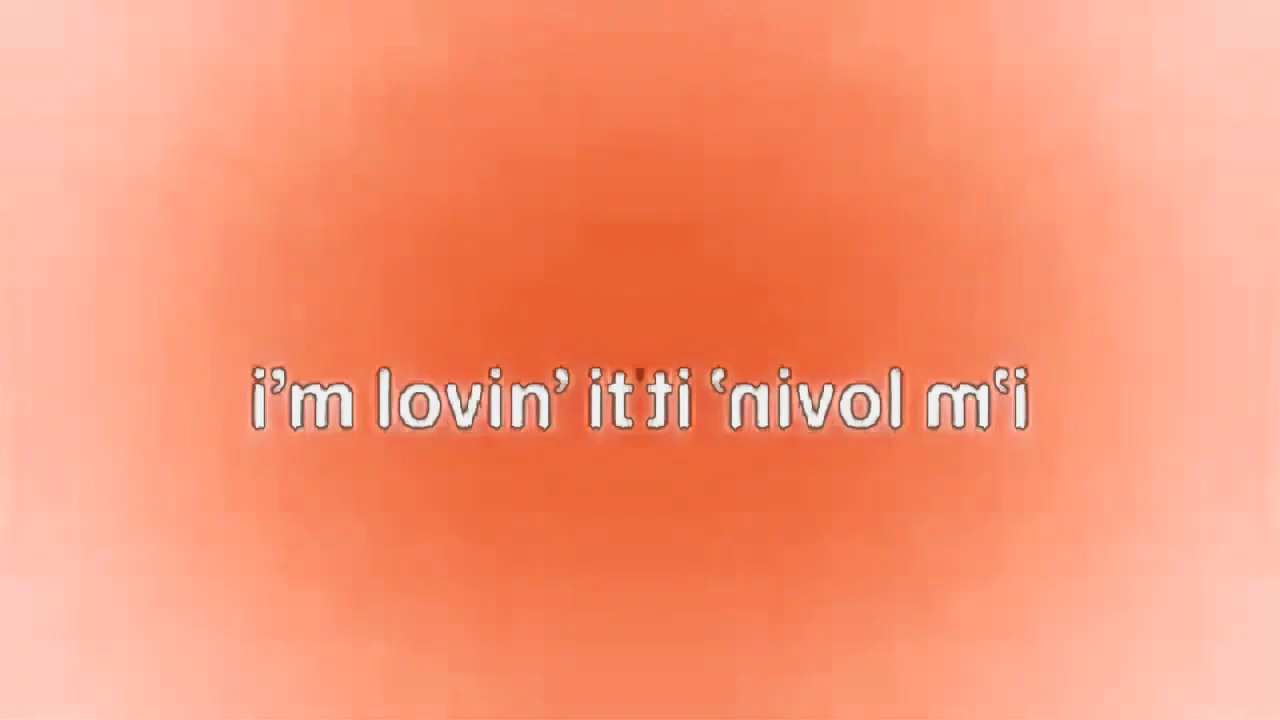 i’m lovin’ it ti ‘nivol m‘i